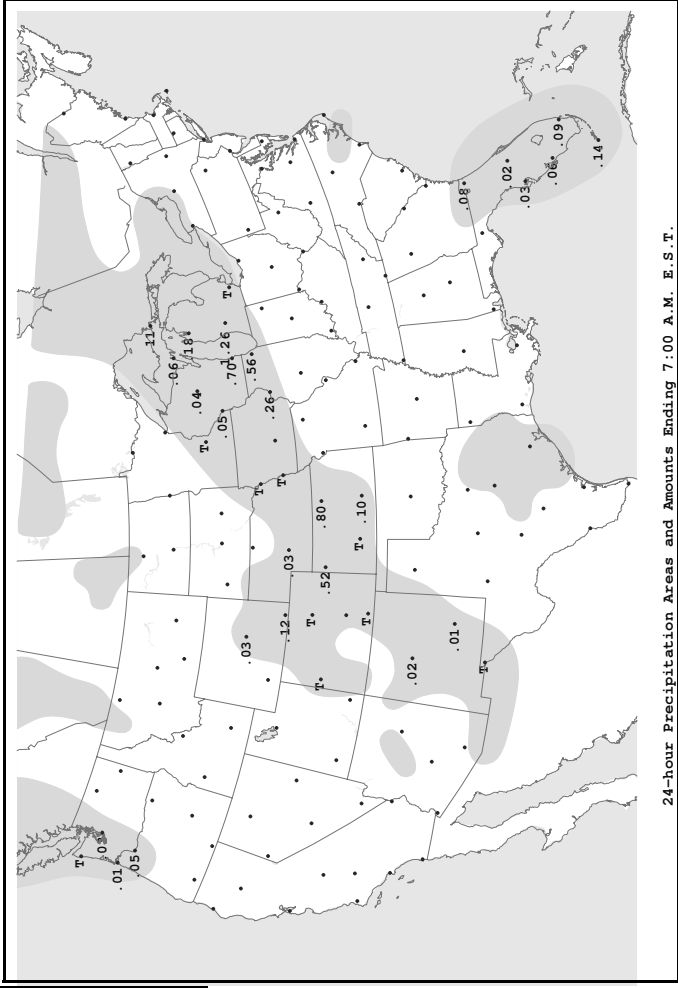 T
.01
.05
.11
.06
.18
.04
T
.05
1.26
T
.70
.03
.56
T
.26
T
.12
.03
T
T
.80
.52
T
.10
T
.02
.01
.08
T
.02
.03
.06
.09
.14
24-hour Precipitation Areas and Amounts Ending 7:00 A.M. E.S.T.